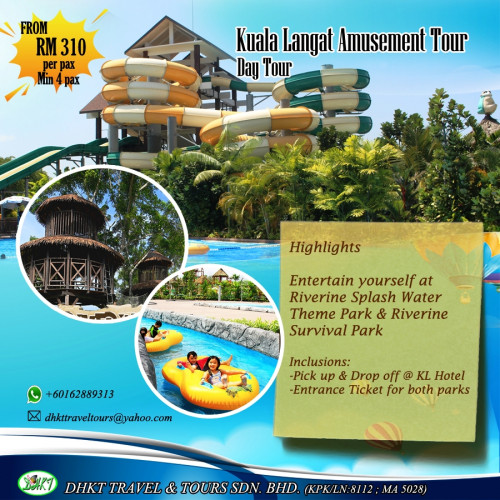 FROM
RM 310
per pax
Min 4 pax
Kuala Langat Amusement Tour
Day Tour
Highlights
Entertain yourself at
Riverine Splash Water
Theme Park & Riverine
Survival Park
Inclusions:
-Pick up & Drop off @ KL Hotel
-Entrance Ticket for both parks
+60162889313
dhkttraveltours@yahoo.com
DHKT
DHKT TRAVEL & TOURS SDN. BHD. (KPK/LN:8112 ; MA 5028)